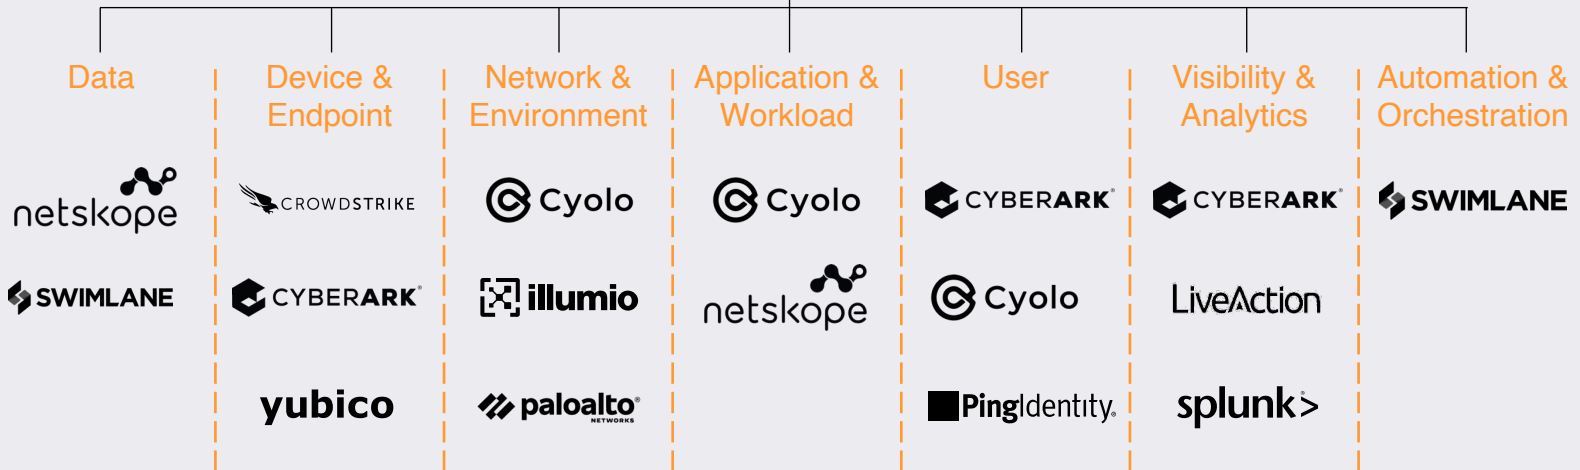 Data
netskope
SWIMLANE
Device &
Endpoint
CROWDSTRIKE
CYBERARK®
yubico
Network &
Environment
Cyolo
illumio
paloalto®
NETWORKS
Application &
Workload
Cyolo
netskope
User
CYBERARK®
Cyolo
PingIdentity®
Visibility &
Analytics
CYBERARK®
LiveAction
splunk>®
Automation &
Orchestration
SWIMLANE